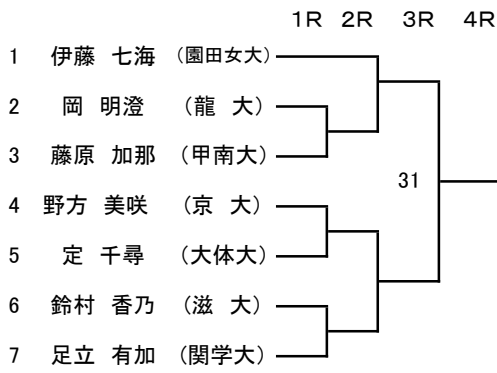 1R 2R 3R 4R
1 伊藤 七海 (園田女大)
2 岡 明澄 (龍 大)
3 藤原 加那 (甲南大)
31
4 野方 美咲 (京 大)
5 定 千尋 (大体大)
6 鈴村 香乃 (滋 大)
7 足立 有加 (関学大)